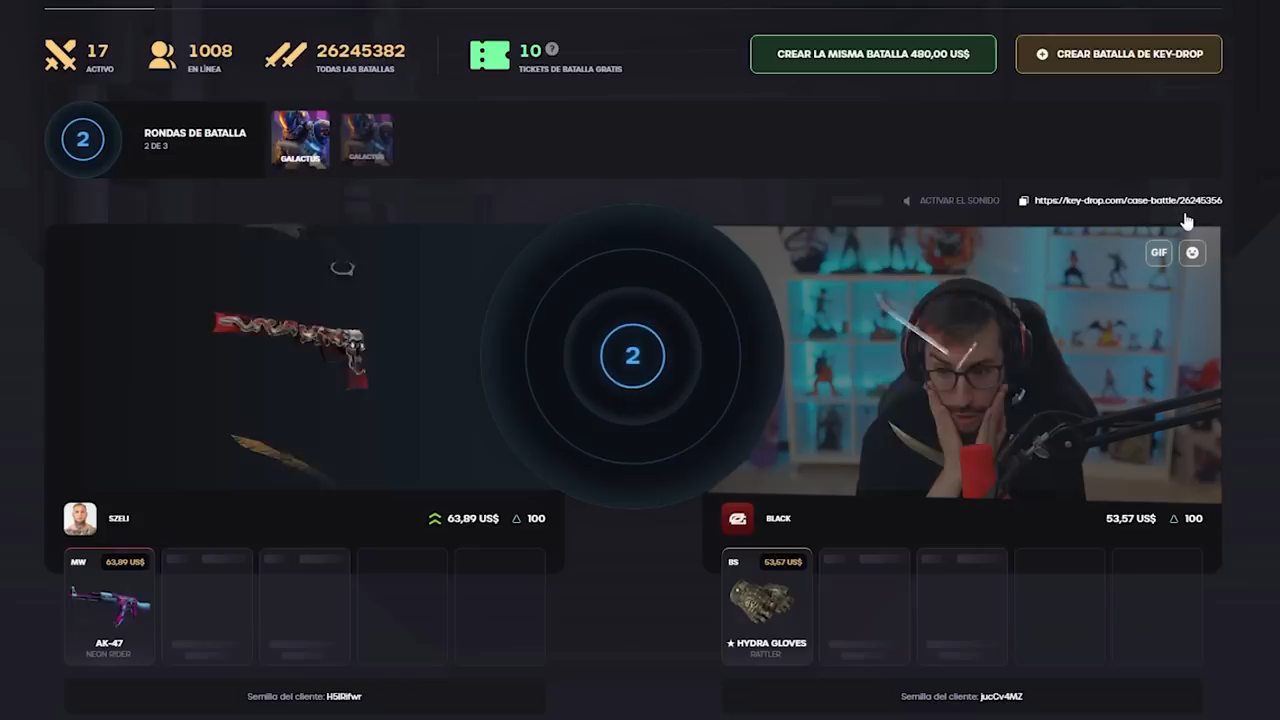 17
ACTIVO
1008
EN LÍNEA
26245382
TODAS LAS BATALLAS
10
?
TICKETS DE BATALLA GRATIS
CREAR LA MISMA BATALLA 480,00 US$
CREAR BATALLA DE KEY-DROP
2
RONDAS DE BATALLA
2 DE 3
GALACTUS
GALACTUS
ACTIVAR EL SONIDO
https://key-drop.com/case-battle/26245356
GIF
2
SZELI
63,89 US$
100
BLACK
53,57 US$
100
MW
63,89 US$
AK-47
NEON RIDER
BS
53,57 US$
★ HYDRA GLOVES
RATTLER
Semilla del cliente: H5lRlfwr
Semilla del cliente: jucCv4MZ